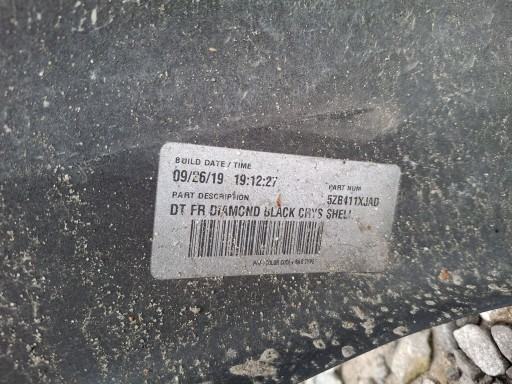 BUILD DATE / TIME
09/26/19 19:12:27
PART NUM
5ZB411XJAD
PART DESCRIPTION
DT FR DIAMOND BLACK CRYS SHELL